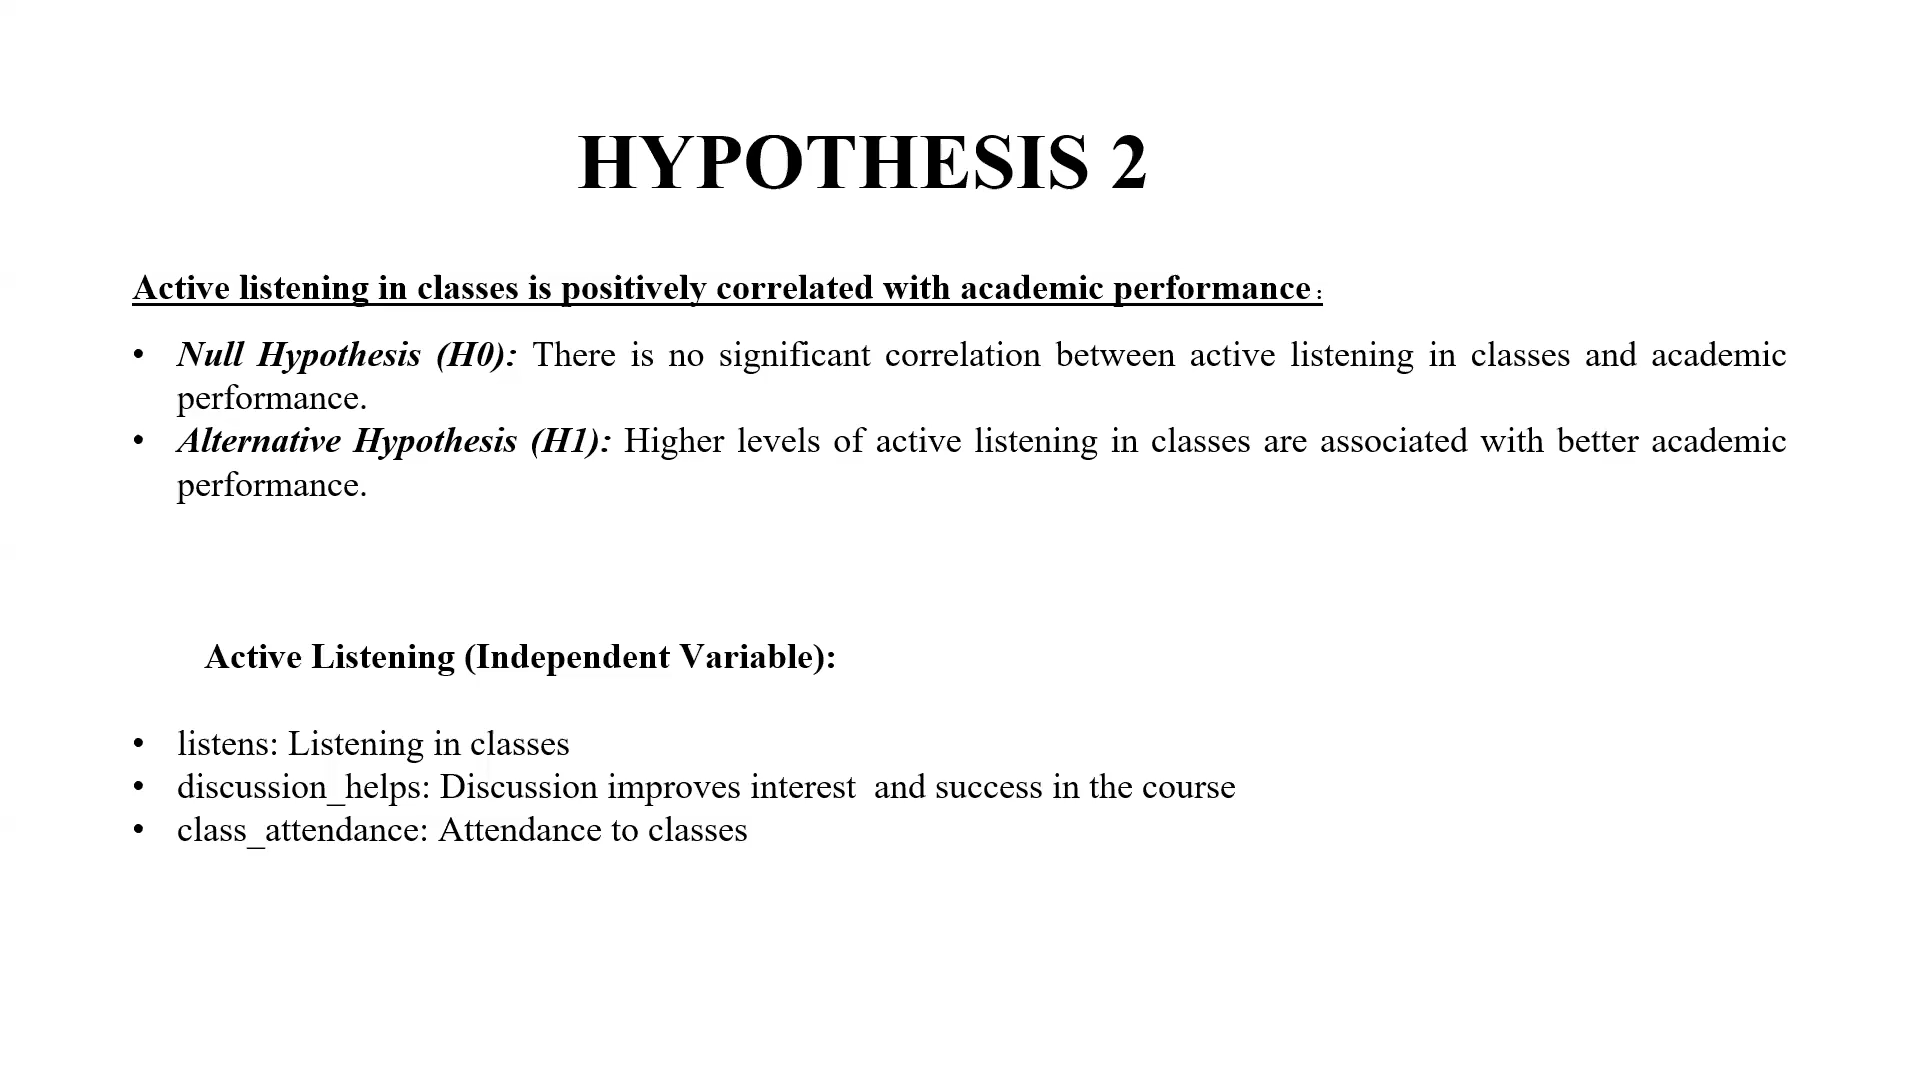 HYPOTHESIS 2
Active listening in classes is positively correlated with academic performance :
• Null Hypothesis (H0): There is no significant correlation between active listening in classes and academic
performance.
• Alternative Hypothesis (H1): Higher levels of active listening in classes are associated with better academic
performance.
Active Listening (Independent Variable):
• listens: Listening in classes
• discussion_helps: Discussion improves interest  and success in the course
• class_attendance: Attendance to classes